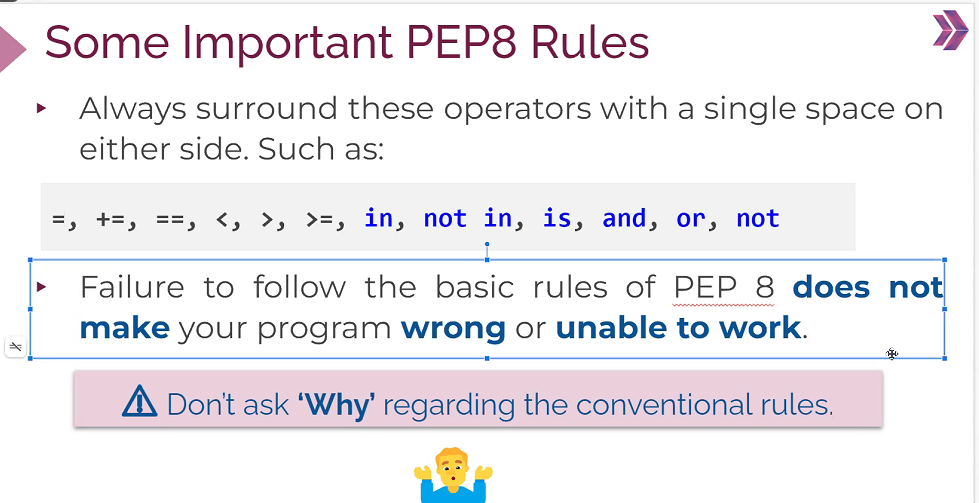 Some Important PEP8 Rules
Always surround these operators with a single space on
either side. Such as:
=, +=, ==, <, >, >=, in, not in, is, and, or, not
Failure to follow the basic rules of PEP 8 does not
make your program wrong or unable to work.
Don't ask ‘Why’ regarding the conventional rules.